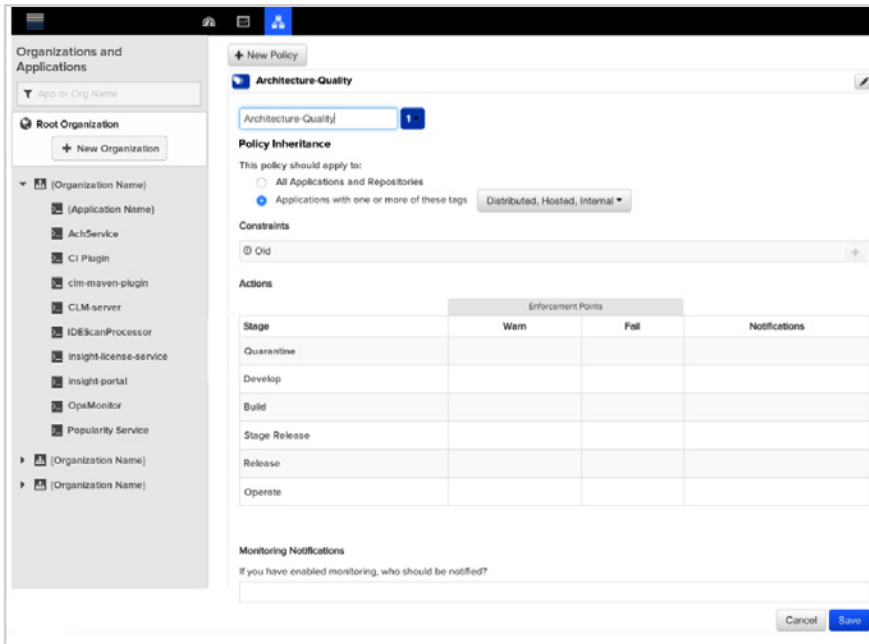 Organizations and
Applications
App or Org Name
Root Organization
+ New Organization
{Organization Name}
{Application Name}
AchService
CI Plugin
clm-maven-plugin
CLM-server
IDEScanProcessor
insight-license-service
insight-portal
OpsMonitor
Popularity Service
{Organization Name}
{Organization Name}
+ New Policy
Architecture-Quality
Architecture-Quality
1
Policy Inheritance
This policy should apply to:
All Applications and Repositories
Applications with one or more of these tags Distributed, Hosted, Internal
Constraints
Old
Actions
Enforcement Points
Stage Warn Fail Notifications
Quarantine
Develop
Build
Stage Release
Release
Operate
Monitoring Notifications
If you have enabled monitoring, who should be notified?
Cancel Save